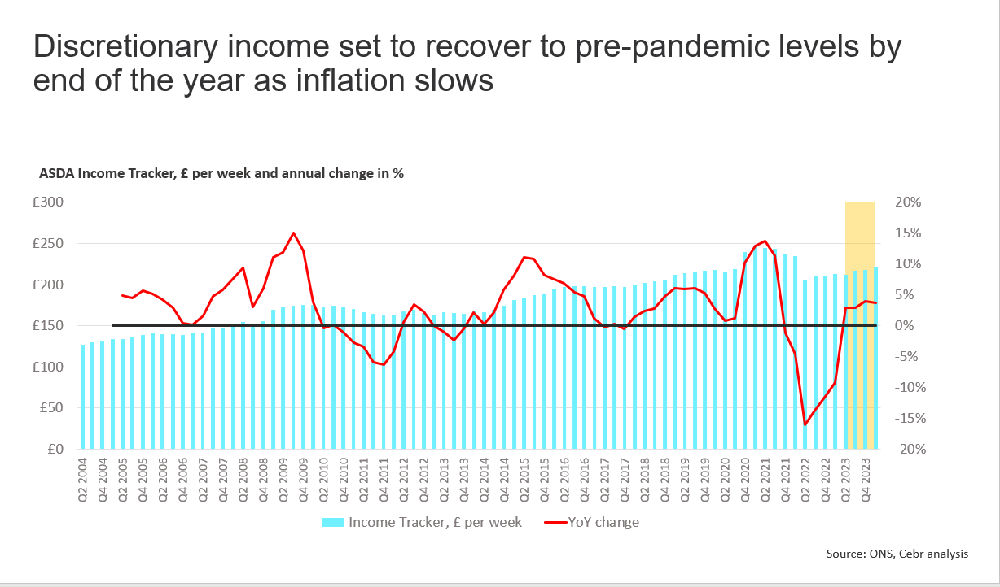 Discretionary income set to recover to pre-pandemic levels by
end of the year as inflation slows
ASDA Income Tracker, £ per week and annual change in %
£300
£250
£200
£150
£100
£50
£0
20%
15%
10%
5%
0%
-5%
-10%
-15%
-20%
Q2 2004
Q4 2004
Q2 2005
Q4 2005
Q2 2006
Q4 2006
Q2 2007
Q4 2007
Q2 2008
Q4 2008
Q2 2009
Q4 2009
Q2 2010
Q4 2010
Q2 2011
Q4 2011
Q2 2012
Q4 2012
Q2 2013
Q4 2013
Q2 2014
Q4 2014
Q2 2015
Q4 2015
Q2 2016
Q4 2016
Q2 2017
Q4 2017
Q2 2018
Q4 2018
Q2 2019
Q4 2019
Q2 2020
Q4 2020
Q2 2021
Q4 2021
Q2 2022
Q4 2022
Q2 2023
Q4 2023
Income Tracker, £ per week
YoY change
Source: ONS, Cebr analysis